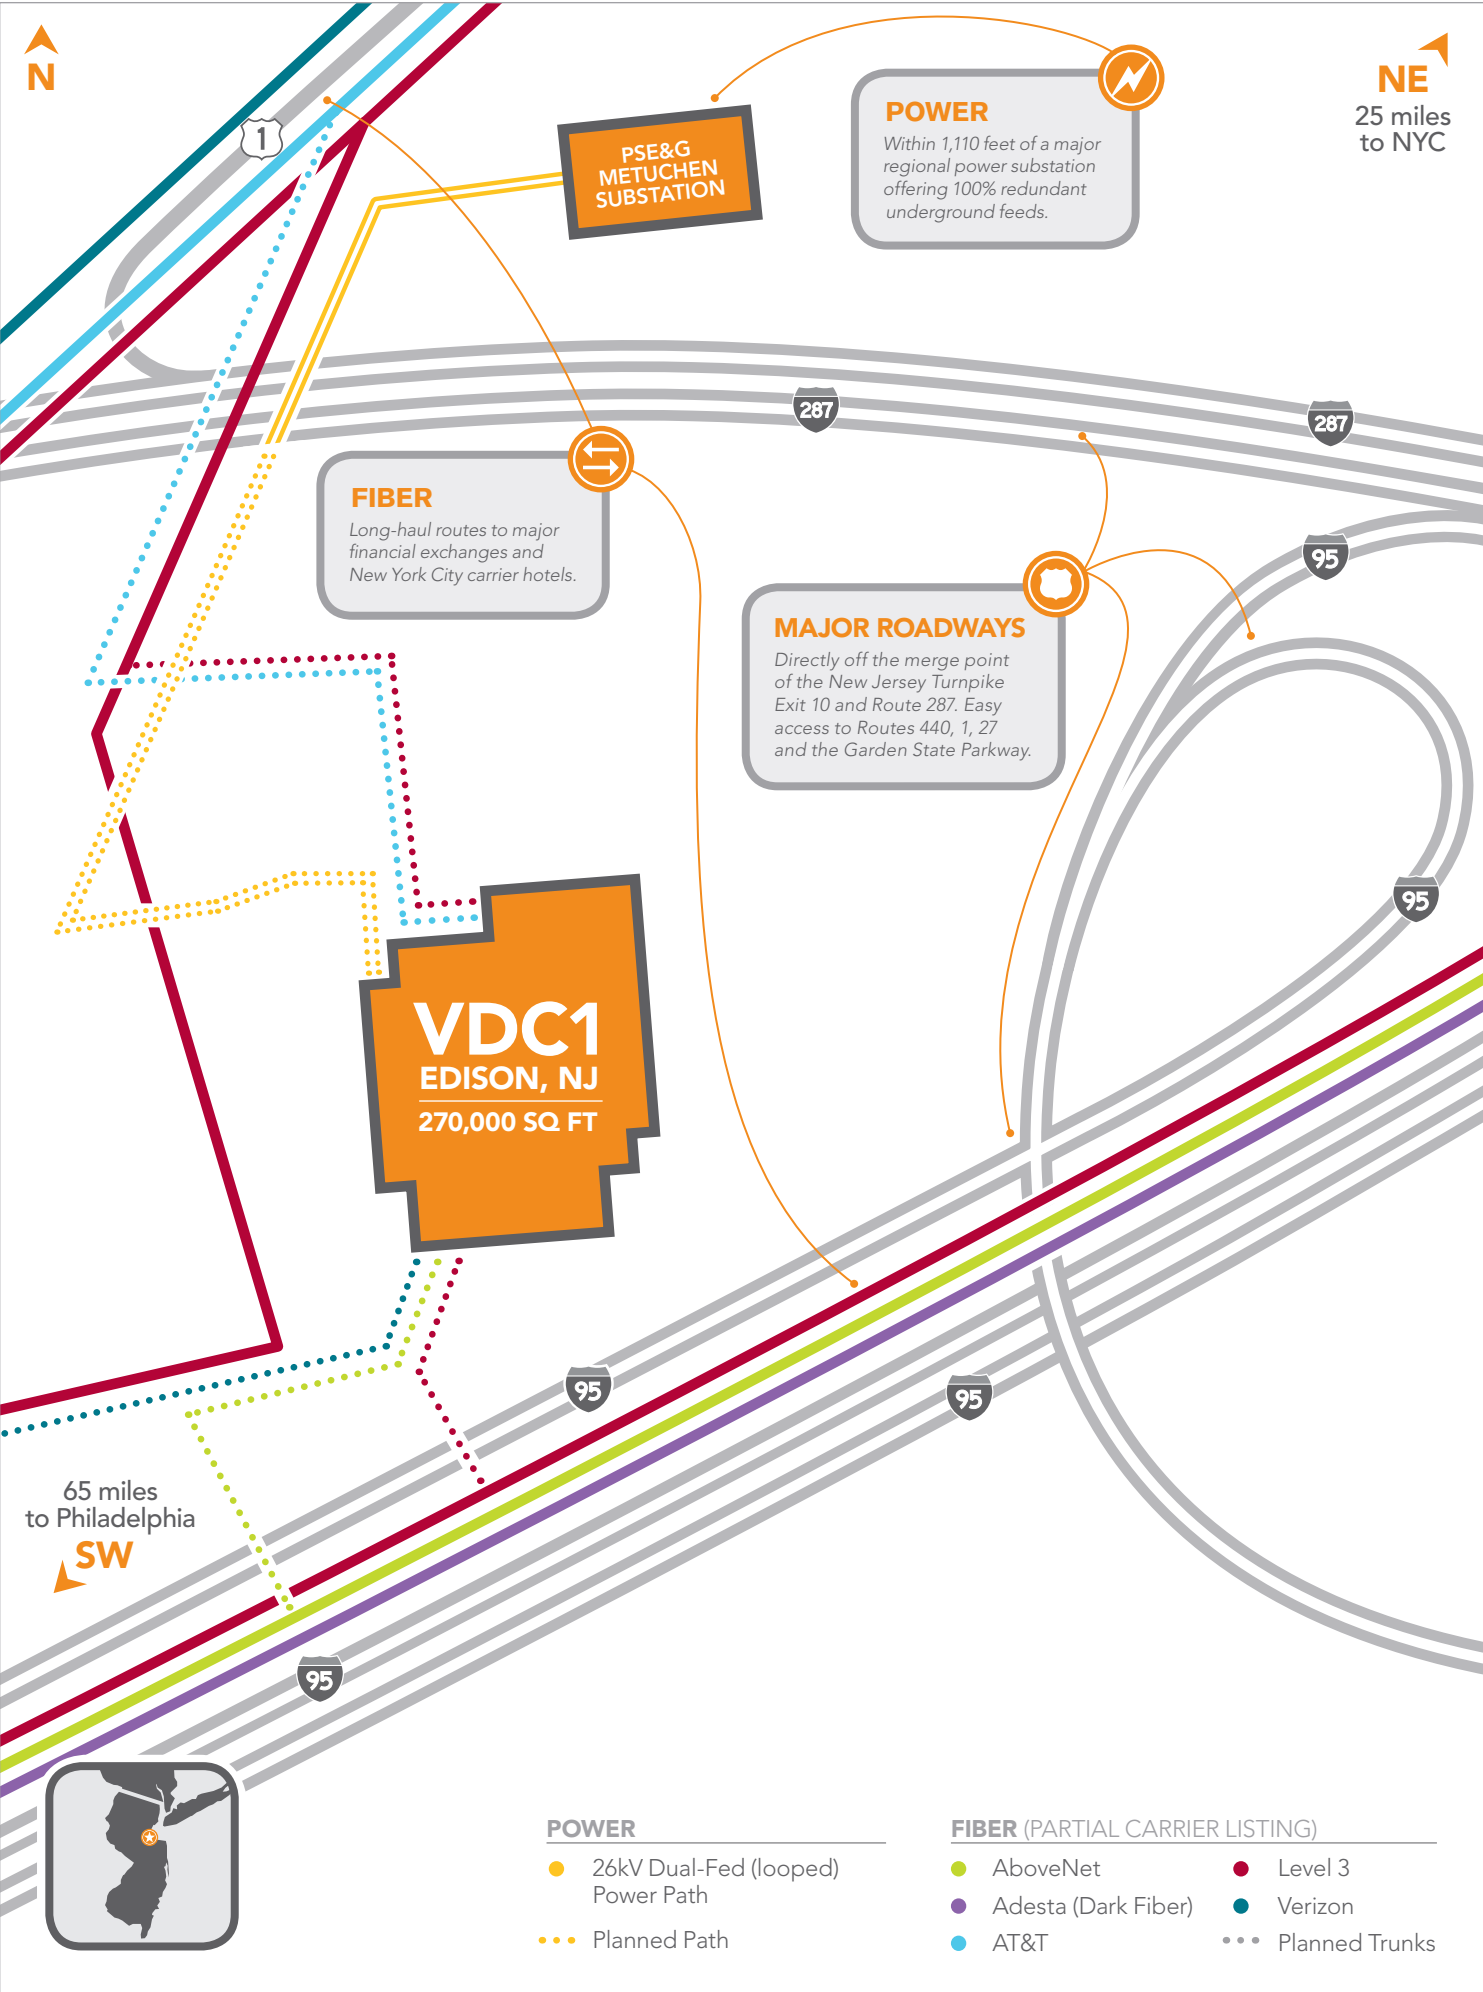 N
1
PSE&G
METUCHEN
SUBSTATION
POWER
Within 1,110 feet of a major
regional power substation
offering 100% redundant
underground feeds.
NE
25 miles
to NYC
287
287
FIBER
Long-haul routes to major
financial exchanges and
New York City carrier hotels.
95
MAJOR ROADWAYS
Directly off the merge point
of the New Jersey Turnpike
Exit 10 and Route 287. Easy
access to Routes 440, 1, 27
and the Garden State Parkway.
95
VDC1
EDISON, NJ
270,000 SQ FT
95
95
65 miles
to Philadelphia
SW
95
POWER
26kV Dual-Fed (looped)
Power Path
Planned Path
FIBER (PARTIAL CARRIER LISTING)
AboveNet
Adesta (Dark Fiber)
AT&T
Level 3
Verizon
Planned Trunks